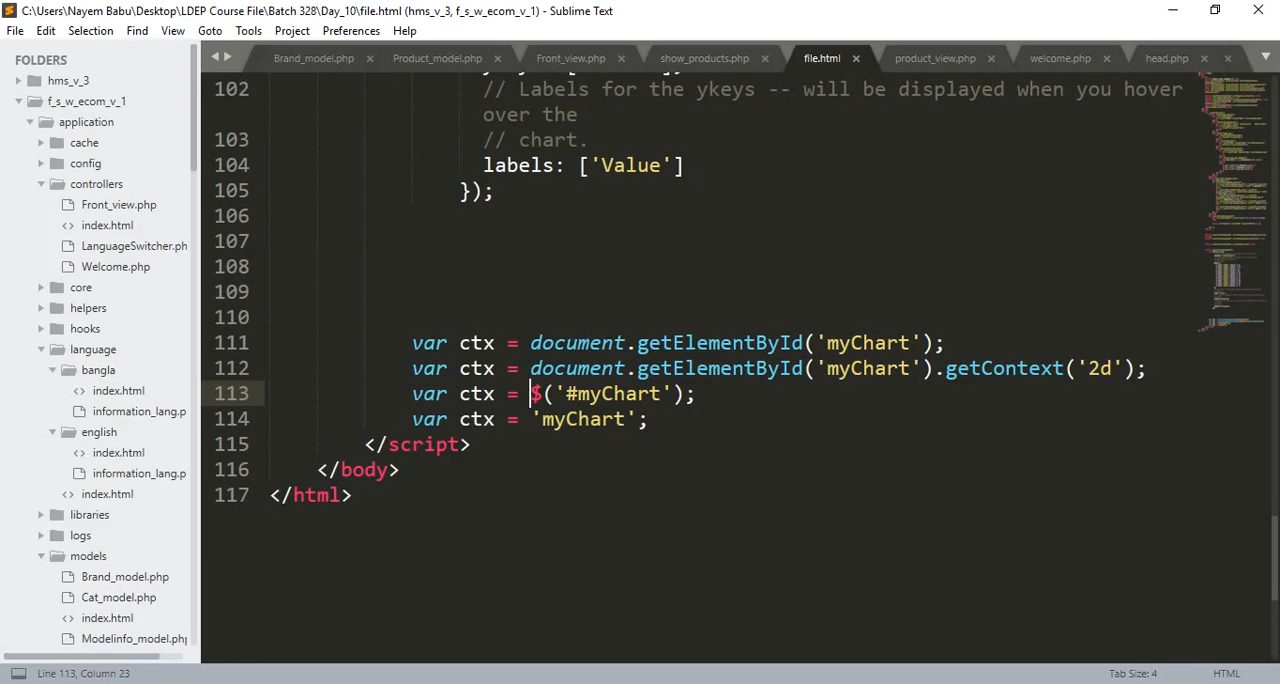 C:\Users\Nayem Babu\Desktop\LDEP Course File\Batch 328\Day_10\file.html (hms_v_3, f_s_w_ecom_v_1) - Sublime Text
File Edit Selection Find View Goto Tools Project Preferences Help
FOLDERS
hms_v_3
f_s_w_ecom_v_1
application
cache
config
controllers
Front_view.php
index.html
LanguageSwitcher.ph
Welcome.php
core
helpers
hooks
language
bangla
index.html
information_lang.p
english
index.html
information_lang.p
index.html
libraries
logs
models
Brand_model.php
Cat_model.php
index.html
Modelinfo_model.php
Brand_model.php Product_model.php Front_view.php show_products.php file.html product_view.php welcome.php head.php
102 // Labels for the ykeys -- will be displayed when you hover
over the
103 // chart.
104 labels: ['Value']
105 });
106
107
108
109
110
111 var ctx = document.getElementById('myChart');
112 var ctx = document.getElementById('myChart').getContext('2d');
113 var ctx = $('#myChart');
114 var ctx = 'myChart';
115 </script>
116 </body>
117 </html>
Line 113, Column 23
Tab Size: 4
HTML